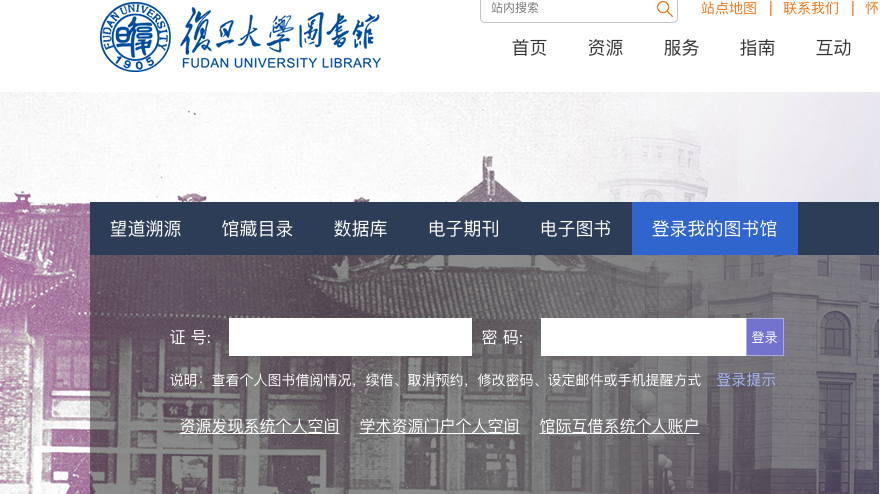 站内搜索
站点地图 | 联系我们 | 怀
FUDAN UNIVERSITY
1905
復旦大學圖書館
FUDAN UNIVERSITY LIBRARY
首页 资源 服务 指南 互动
望道溯源 馆藏目录 数据库 电子期刊 电子图书 登录我的图书馆
证 号: 密 码: 登录
说明：查看个人图书借阅情况，续借、取消预约，修改密码、设定邮件或手机提醒方式 登录提示
资源发现系统个人空间 学术资源门户个人空间 馆际互借系统个人账户